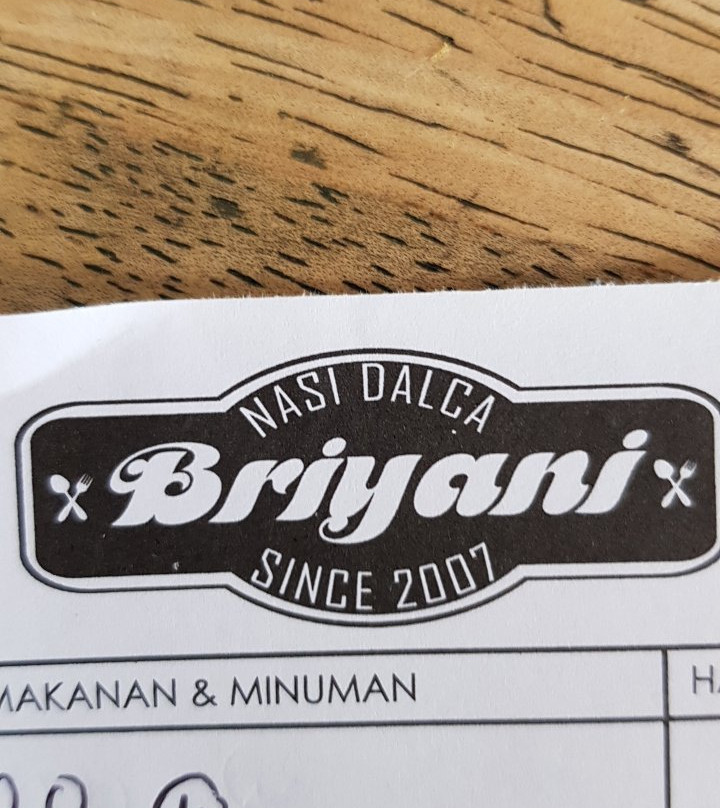 NASI DALCA
Briyani
SINCE 2007
MAKANAN & MINUMAN